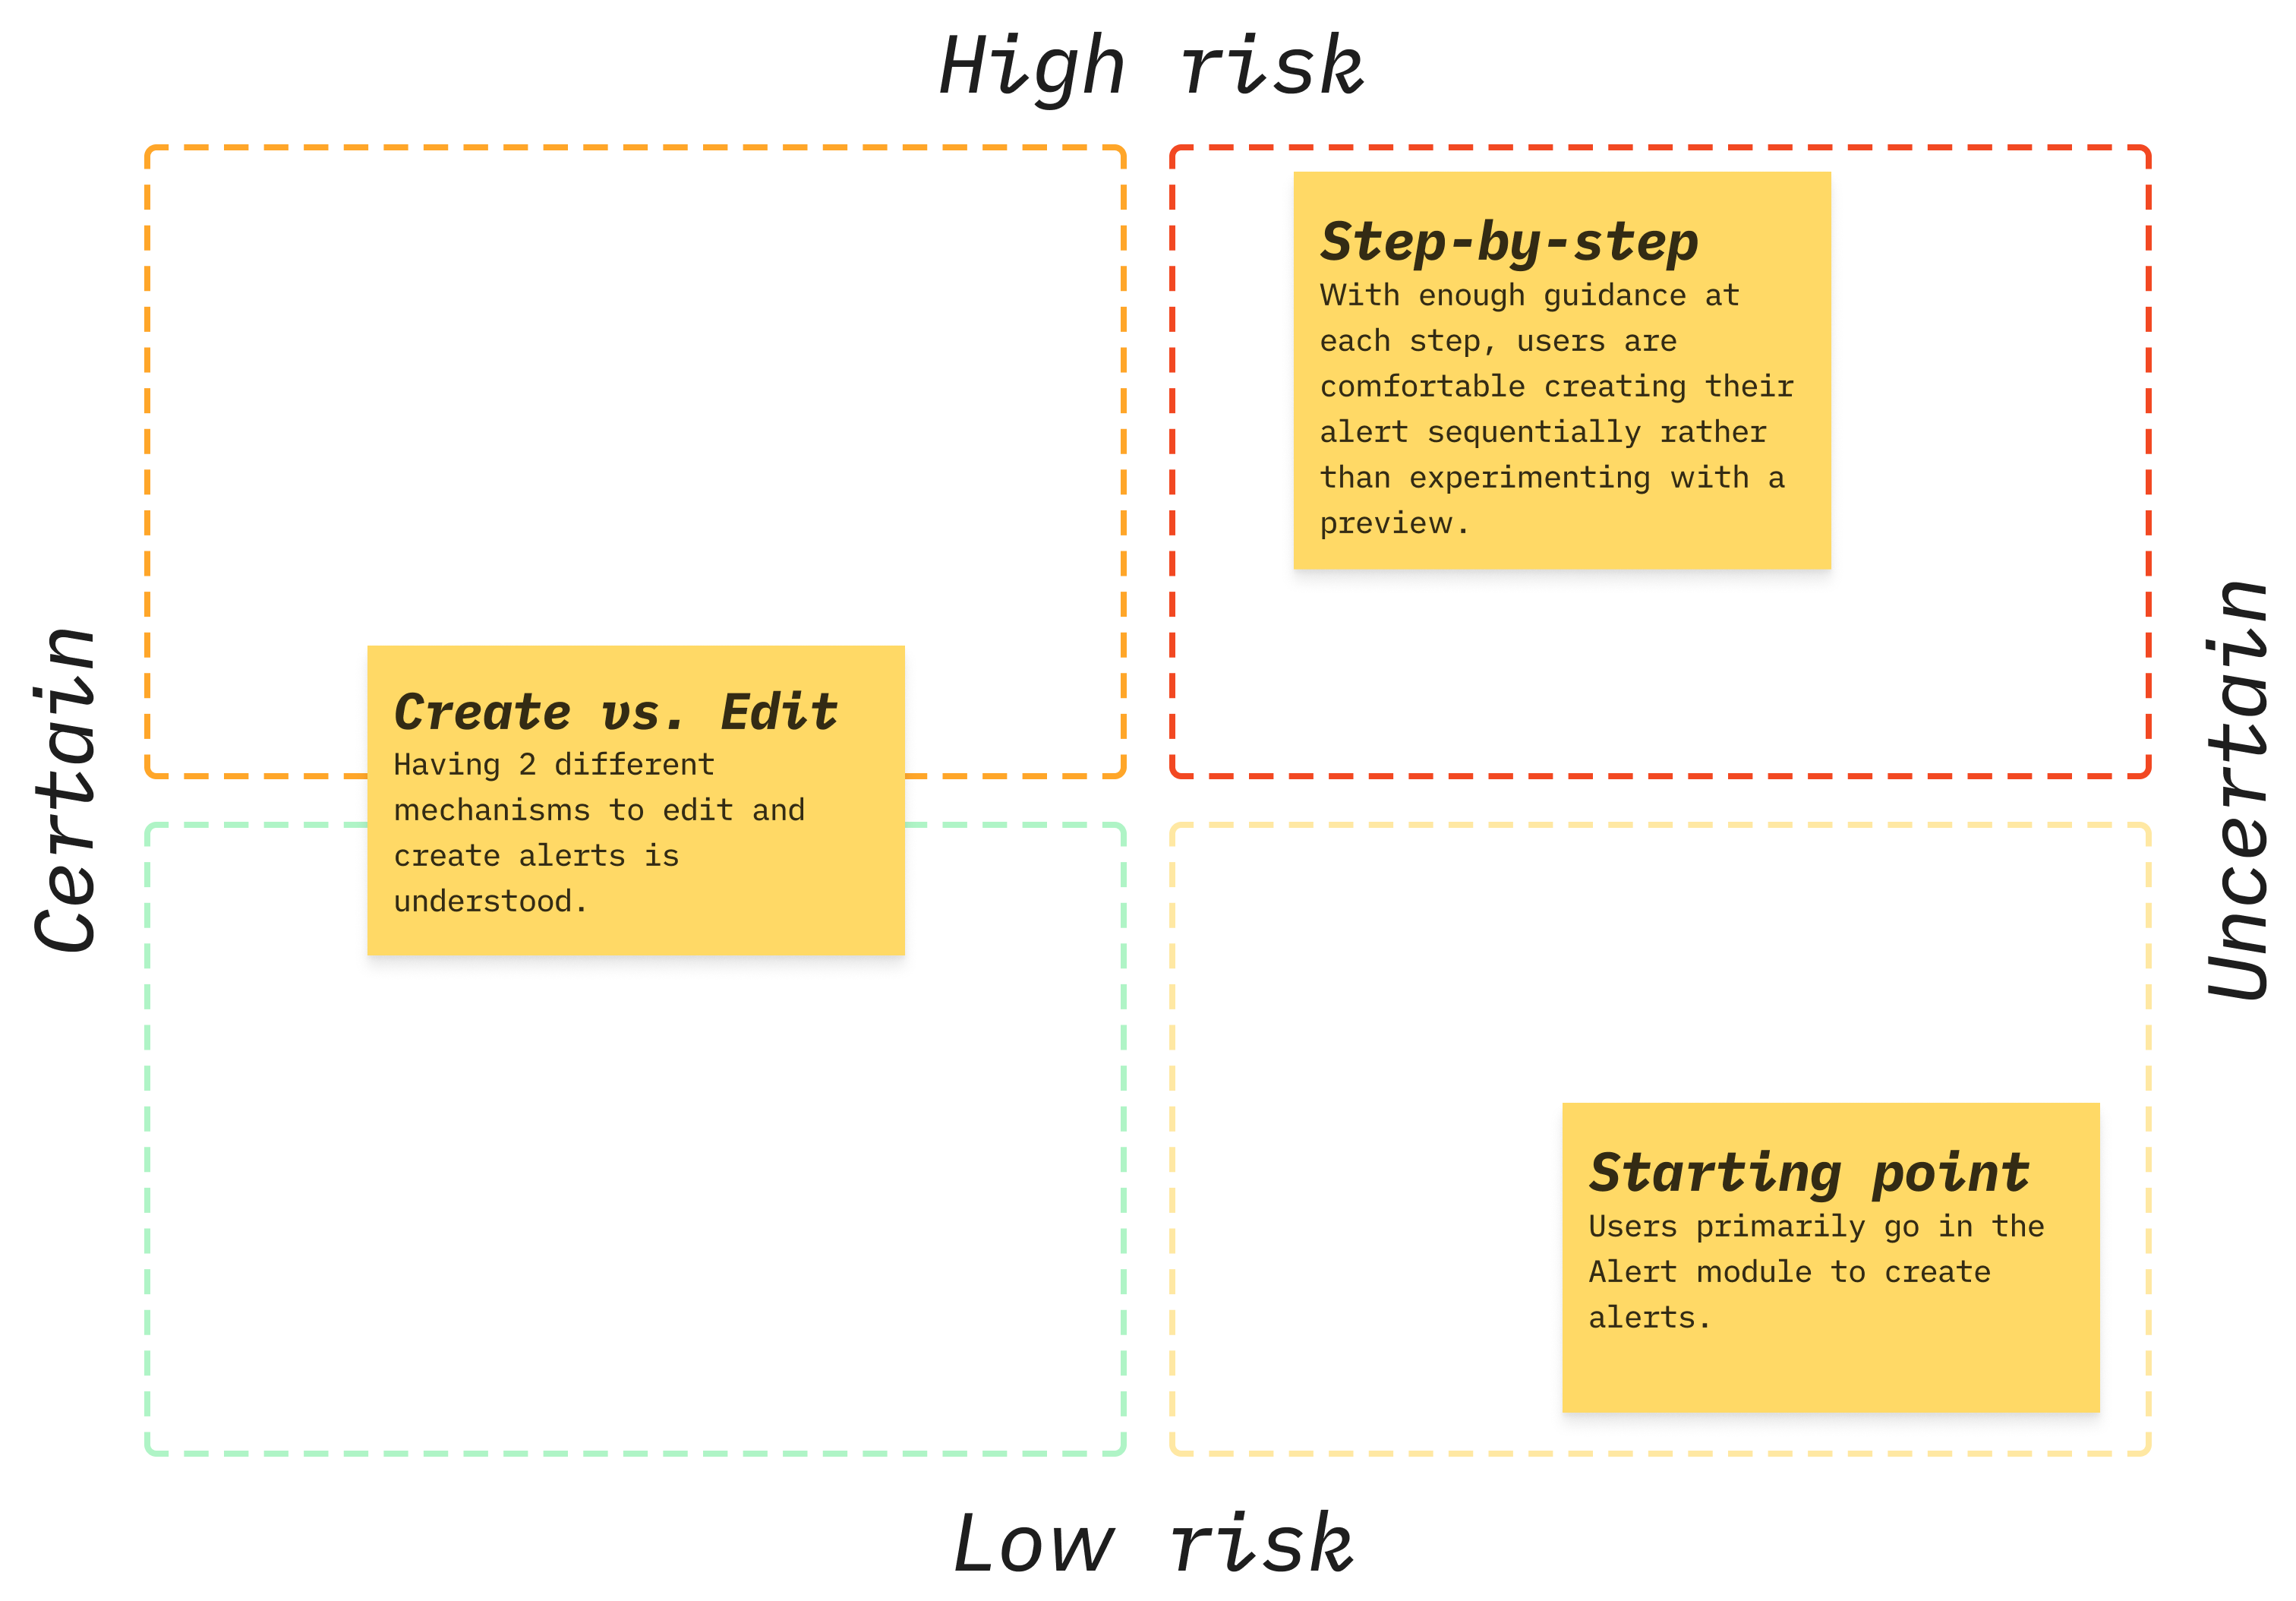 High risk
Step-by-step
With enough guidance at
each step, users are
comfortable creating their
alert sequentially rather
than experimenting with a
preview.
Certain
Uncertain
Create vs. Edit
Having 2 different
mechanisms to edit and
create alerts is
understood.
Starting point
Users primarily go in the
Alert module to create
alerts.
Low risk